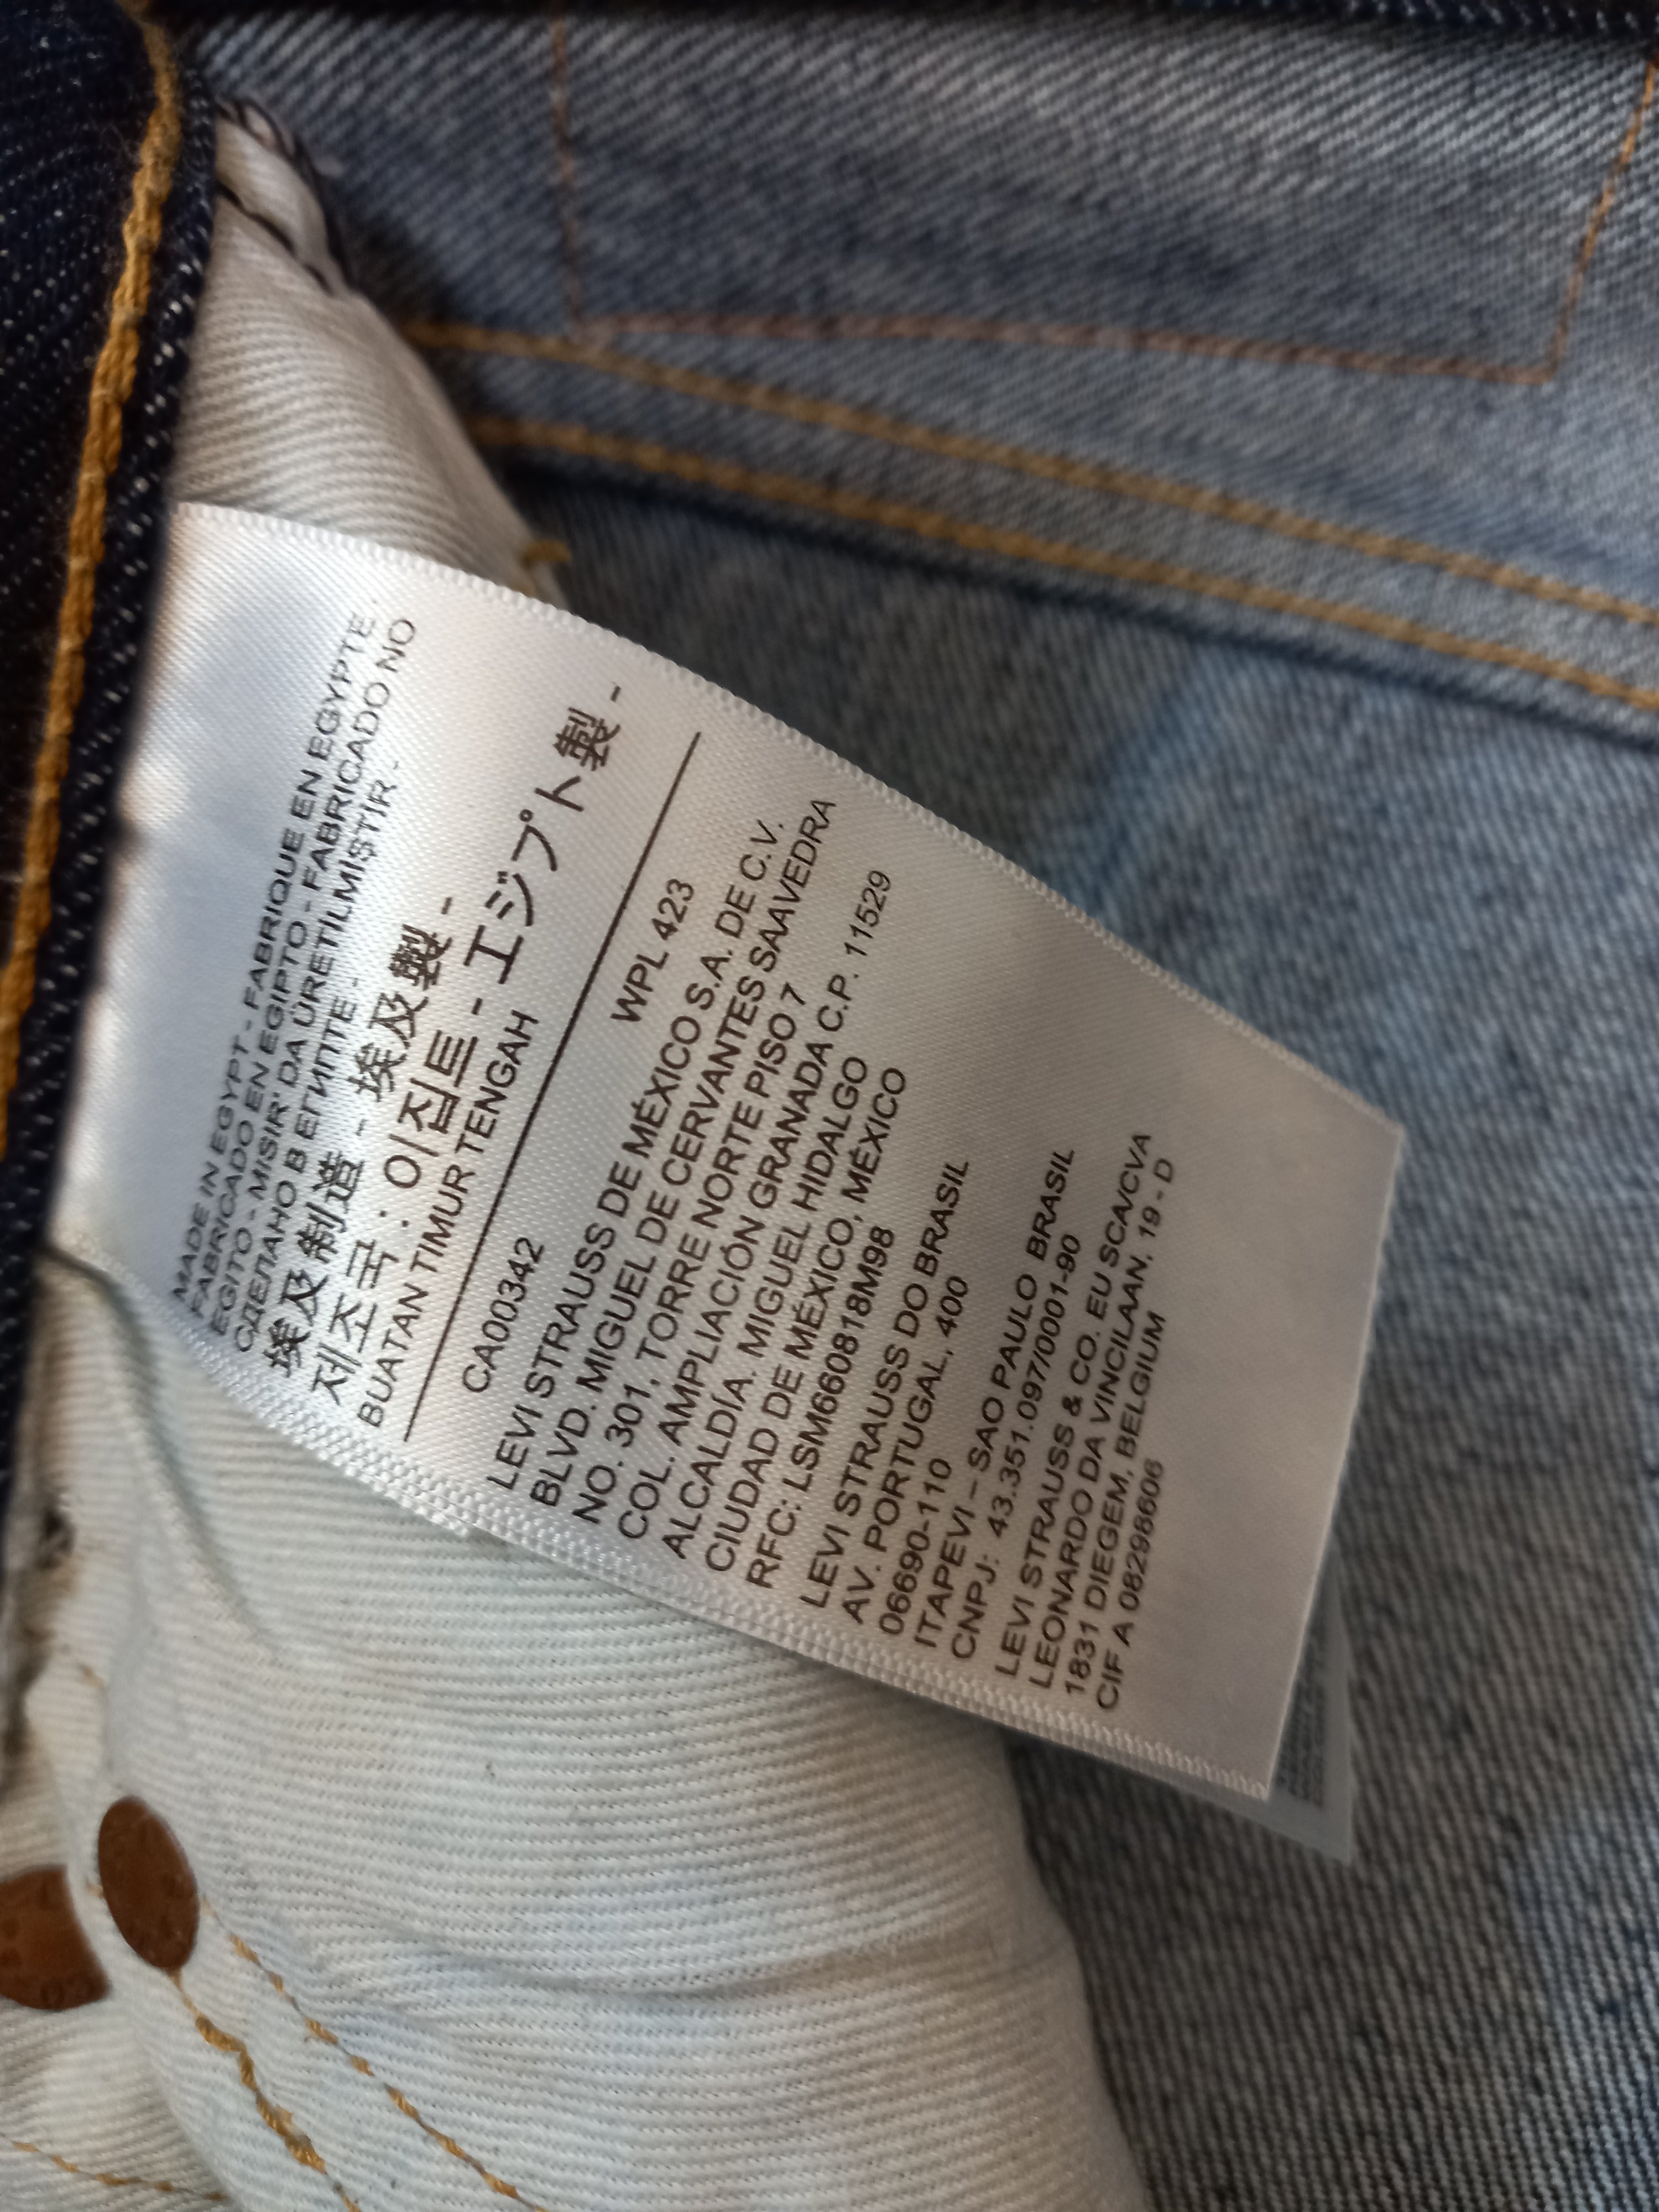 MADE IN EGYPT - FABRIQUE EN EGYPTE -
FABRICADO EN EGIPTO - FABRICADO NO
EGITO - MISIR' DA ÜRETİLMİŞTİR -
СДЕЛАНО В ЕГИПТЕ -
埃及制造 - 埃及製 -
제조국 : 이집트 - エジプト製 -
BUATAN TIMUR TENGAH
CA00342 WPL 423
LEVI STRAUSS DE MÉXICO S.A. DE C.V.
BLVD. MIGUEL DE CERVANTES SAAVEDRA
NO. 301, TORRE NORTE PISO 7
COL. AMPLIACIÓN GRANADA C.P. 11529
ALCALDÍA. MIGUEL HIDALGO
CIUDAD DE MÉXICO, MÉXICO
RFC: LSM660818M98
LEVI STRAUSS DO BRASIL
AV. PORTUGAL, 400
06690-110
ITAPEVI – SAO PAULO BRASIL
CNPJ: 43.351.097/0001-90
LEVI STRAUSS & CO. EU SCA/CVA
LEONARDO DA VINCILAAN, 19 - D
1831 DIEGEM, BELGIUM
CIF A 08298606